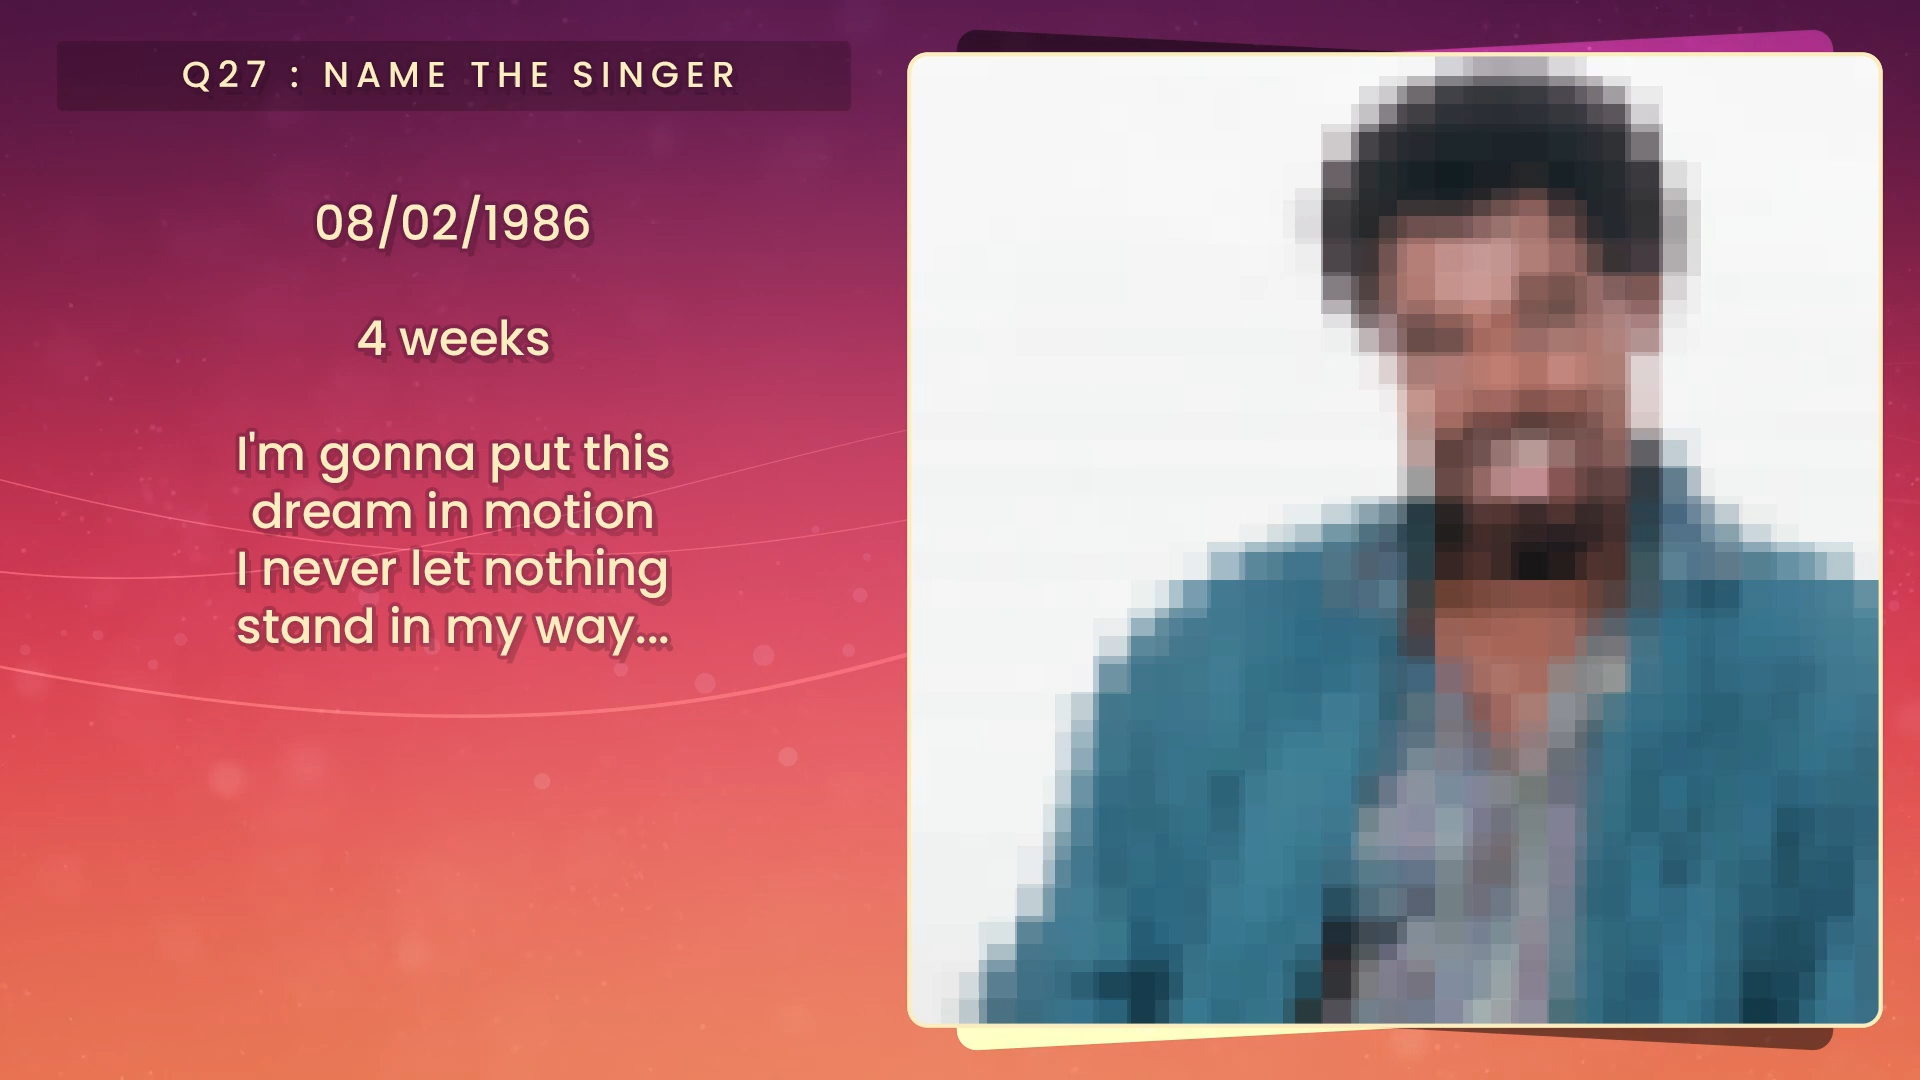 Q27 : NAME THE SINGER
08/02/1986
4 weeks
I'm gonna put this
dream in motion
I never let nothing
stand in my way...